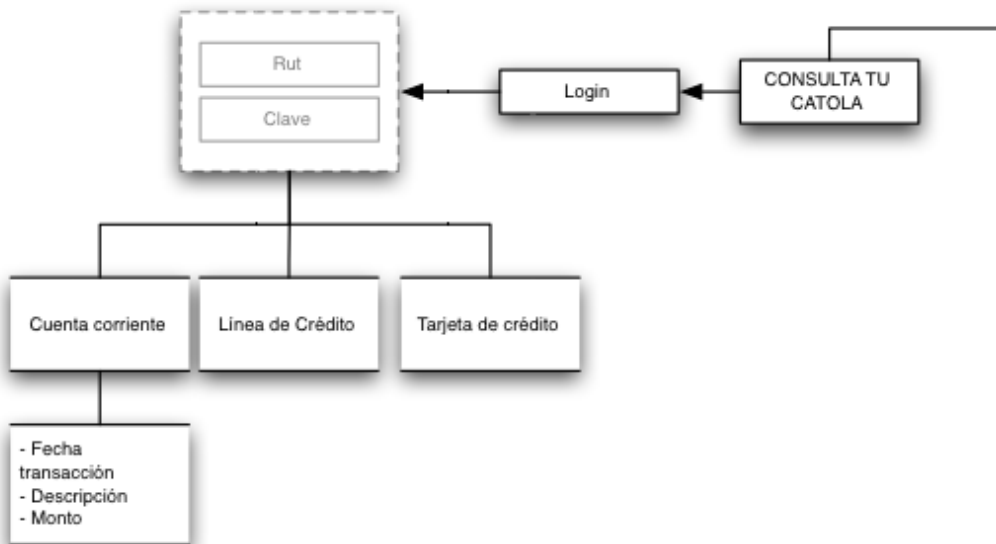 Rut
Clave
Login
CONSULTA TU
CATOLA
Cuenta corriente
Línea de Crédito
Tarjeta de crédito
- Fecha
transacción
- Descripción
- Monto